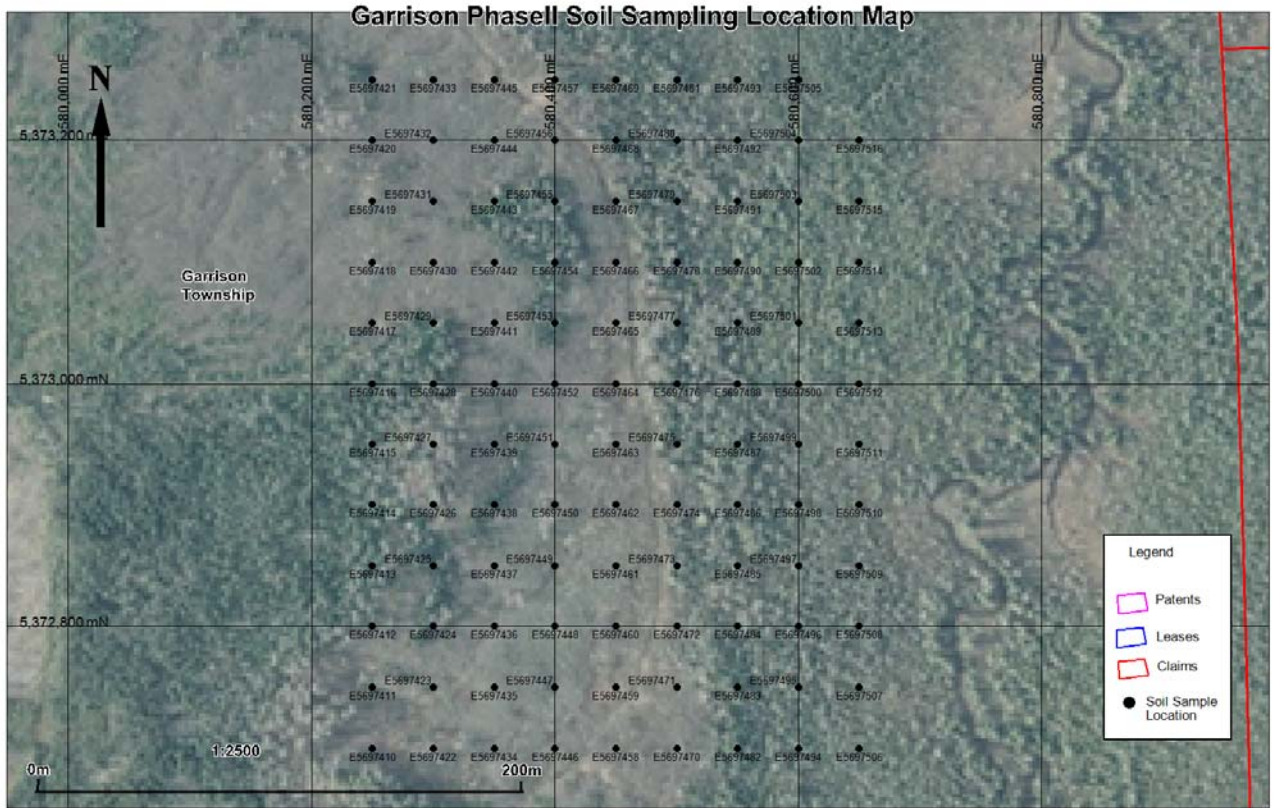 Garrison PhaseII Soil Sampling Location Map
580,000 mE
580,200 mE
580,400 mE
580,600 mE
580,800 mE
N
E5697421 E5697433 E5697445 E5697457 E5697469 E5697481 E5697493 E5697505
E5697432 E5697456 E5697480 E5697504
5,373,200 mN
E5697420 E5697444 E5697468 E5697492 E5697516
E5697431 E5697455 E5697479 E5697503
E5697419 E5697443 E5697467 E5697491 E5697515
E5697418 E5697430 E5697442 E5697454 E5697466 E5697478 E5697490 E5697502 E5697514
Garrison
Township
E5697429 E5697453 E5697477 E5697501
E5697417 E5697441 E5697465 E5697489 E5697513
5,373,000 mN
E5697416 E5697428 E5697440 E5697452 E5697464 E5697476 E5697488 E5697500 E5697512
E5697427 E5697451 E5697475 E5697499
E5697415 E5697439 E5697463 E5697487 E5697511
E5697414 E5697426 E5697438 E5697450 E5697462 E5697474 E5697486 E5697498 E5697510
E5697425 E5697449 E5697473 E5697497
E5697413 E5697437 E5697461 E5697485 E5697509
5,372,800 mN
E5697412 E5697424 E5697436 E5697448 E5697460 E5697472 E5697484 E5697496 E5697508
E5697423 E5697447 E5697471 E5697495
E5697411 E5697435 E5697459 E5697483 E5697507
E5697410 E5697422 E5697434 E5697446 E5697458 E5697470 E5697482 E5697494 E5697506
1:2500
0m 200m
Legend
Patents
Leases
Claims
Soil Sample
Location